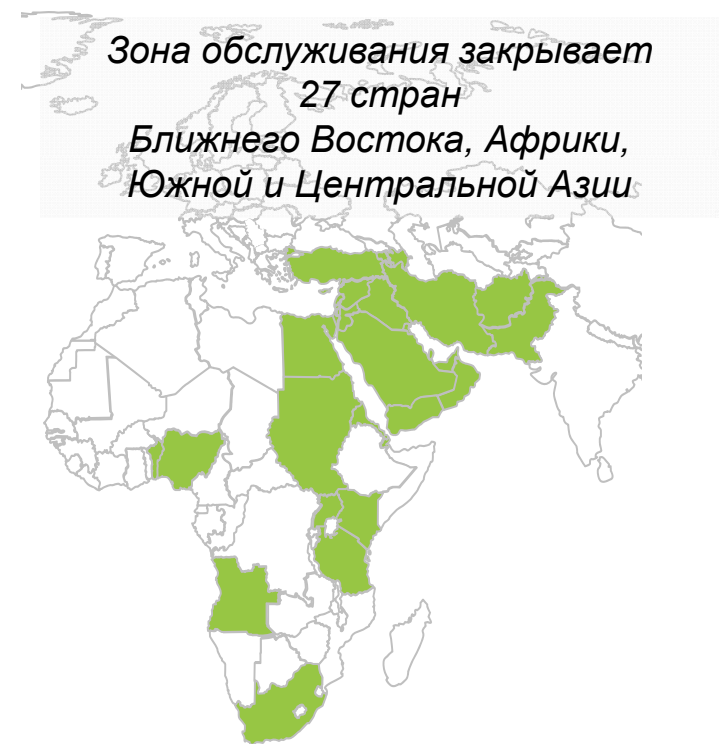 Зона обслуживания закрывает
27 стран
Ближнего Востока, Африки,
Южной и Центральной Азии